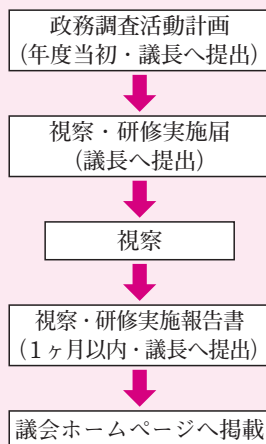 政務調査活動計画
(年度当初・議長へ提出)
視察・研修実施届
(議長へ提出)
視察
視察・研修実施報告書
(1ヶ月以内・議長へ提出)
議会ホームページへ掲載